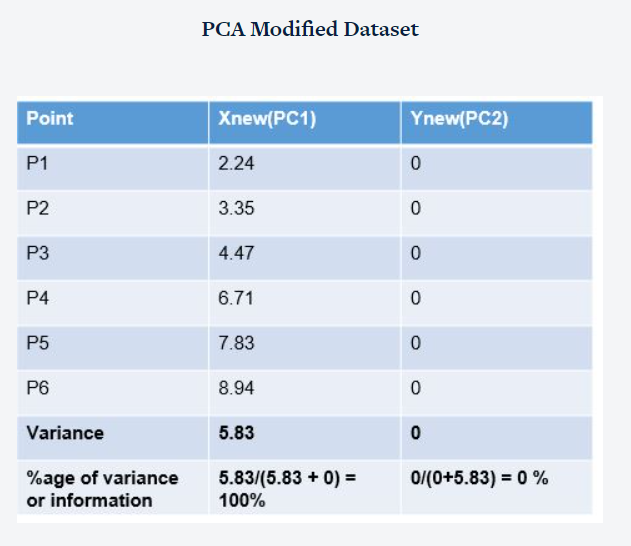 PCA Modified Dataset
Point Xnew(PC1) Ynew(PC2)
P1 2.24 0
P2 3.35 0
P3 4.47 0
P4 6.71 0
P5 7.83 0
P6 8.94 0
Variance 5.83 0
%age of variance 5.83/(5.83 + 0) = 0/(0+5.83) = 0 %
or information 100%